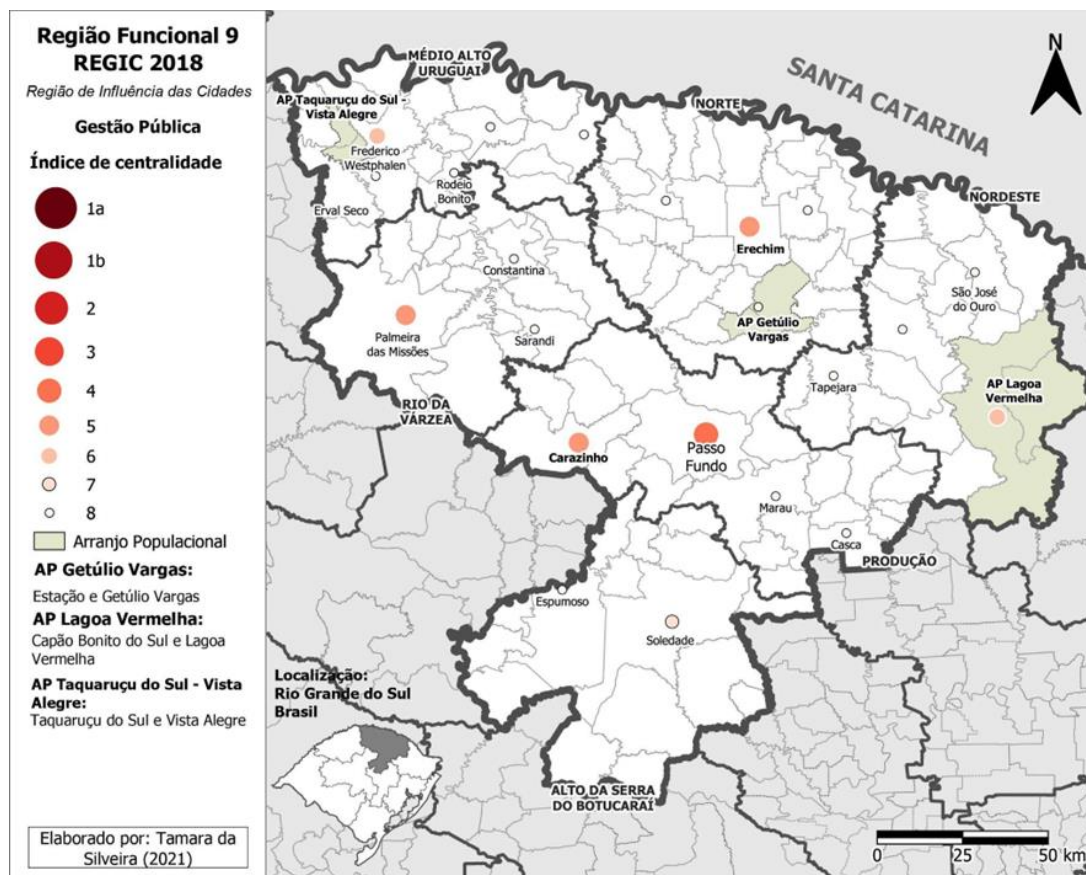 Região Funcional 9
REGIC 2018
Região de Influência das Cidades
Gestão Pública
Índice de centralidade
1a
1b
2
3
4
5
6
7
8
Arranjo Populacional
AP Getúlio Vargas:
Estação e Getúlio Vargas
AP Lagoa Vermelha:
Capão Bonito do Sul e Lagoa
Vermelha
AP Taquaruçu do Sul - Vista
Alegre:
Taquaruçu do Sul e Vista Alegre
Elaborado por: Tamara da
Silveira (2021)
Localização:
Rio Grande do Sul
Brasil
N
SANTA CATARINA
MÉDIO ALTO
URUGUAI
NORTE
NORDESTE
AP Taquaruçu do Sul -
Vista Alegre
Frederico
Westphalen
Rodeio
Bonito
Erval Seco
Constantina
Erechim
São José
do Ouro
AP Getúlio
Vargas
Palmeira
das Missões
Sarandi
Tapejara
AP Lagoa
Vermelha
RIO DA
VÁRZEA
Carazinho
Passo
Fundo
Marau
Casca
PRODUÇÃO
Espumoso
Soledade
ALTO DA SERRA
DO BOTUCARAÍ
0 25 50 km